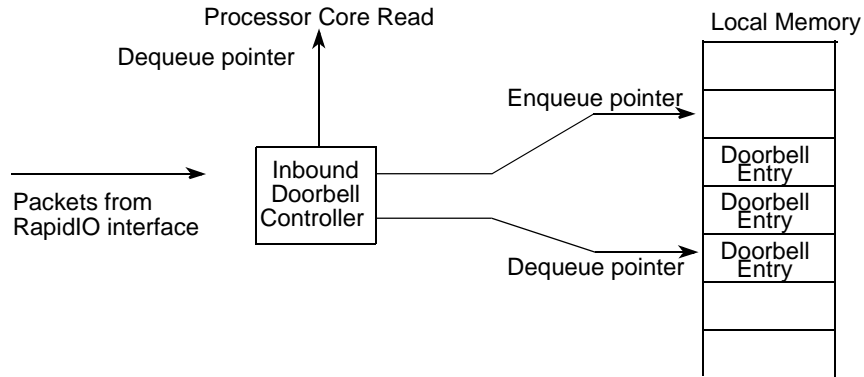 Processor Core Read
Dequeue pointer
Local Memory
Enqueue pointer
Packets from
RapidIO interface
Inbound
Doorbell
Controller
Dequeue pointer
Doorbell
Entry
Doorbell
Entry
Doorbell
Entry